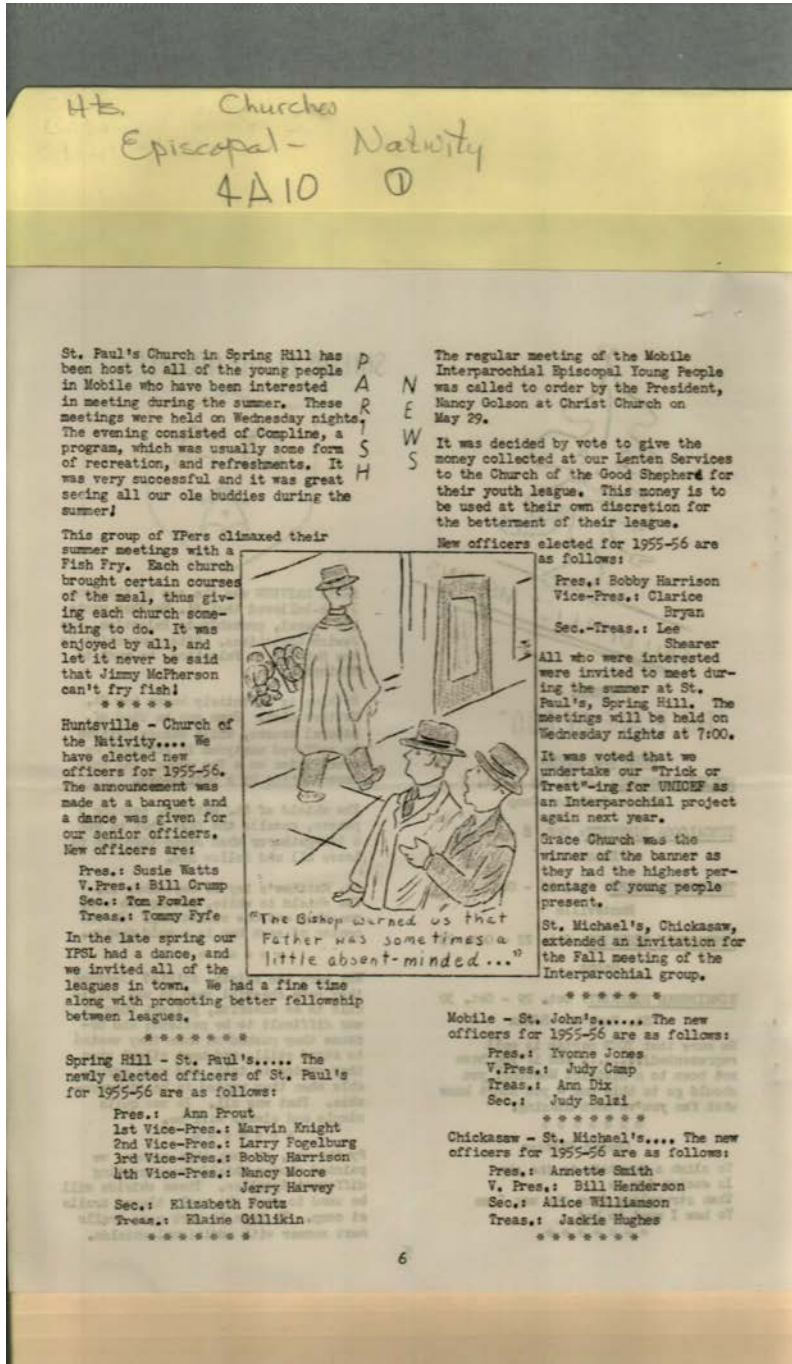 Hts. Churches
Episcopal - Nativity
4A10 ①
PARISH
NEWS
St. Paul's Church in Spring Hill has
been host to all of the young people
in Mobile who have been interested
in meeting during the summer. These
meetings were held on Wednesday nights.
The evening consisted of Compline, a
program, which was usually some form
of recreation, and refreshments. It
was very successful and it was great
seeing all our ole buddies during the
summer!
This group of YPers climaxed their
summer meetings with a
Fish Fry. Each church
brought certain courses
of the meal, thus giv-
ing each church some-
thing to do. It was
enjoyed by all, and
let it never be said
that Jimmy McPherson
can't fry fish!
* * * * *
Huntsville - Church of
the Nativity.... We
have elected new
officers for 1955-56.
The announcement was
made at a banquet and
a dance was given for
our senior officers.
New officers are:
Pres.: Susie Watts
V.Pres.: Bill Crump
Sec.: Tom Fowler
Treas.: Tommy Fyfe
In the late spring our
YPSL had a dance, and
we invited all of the
leagues in town. We had a fine time
along with promoting better fellowship
between leagues.
* * * * * * *
Spring Hill - St. Paul's..... The
newly elected officers of St. Paul's
for 1955-56 are as follows:
Pres.: Ann Prout
1st Vice-Pres.: Marvin Knight
2nd Vice-Pres.: Larry Fogelburg
3rd Vice-Pres.: Bobby Harrison
4th Vice-Pres.: Nancy Moore
Jerry Harvey
Sec.: Elizabeth Foutz
Treas.: Elaine Gillikin
* * * * * * *
"The Bishop warned us that
Father was sometimes a
little absent-minded..."
The regular meeting of the Mobile
Interparochial Episcopal Young People
was called to order by the President,
Nancy Golson at Christ Church on
May 29.
It was decided by vote to give the
money collected at our Lenten Services
to the Church of the Good Shepherd for
their youth league. This money is to
be used at their own discretion for
the betterment of their league.
New officers elected for 1955-56 are
as follows:
Pres.: Bobby Harrison
Vice-Pres.: Clarice
Bryan
Sec.-Treas.: Lee
Shearer
All who were interested
were invited to meet dur-
ing the summer at St.
Paul's, Spring Hill. The
meetings will be held on
Wednesday nights at 7:00.
It was voted that we
undertake our "Trick or
Treat"-ing for UNICEF as
an Interparochial project
again next year.
Grace Church was the
winner of the banner as
they had the highest per-
centage of young people
present.
St. Michael's, Chickasaw,
extended an invitation for
the Fall meeting of the
Interparochial group.
* * * * * *
Mobile - St. John's...... The new
officers for 1955-56 are as follows:
Pres.: Yvonne Jones
V.Pres.: Judy Camp
Treas.: Ann Dix
Sec.: Judy Balzi
* * * * * * *
Chickasaw - St. Michael's.... The new
officers for 1955-56 are as follows:
Pres.: Annette Smith
V. Pres.: Bill Henderson
Sec.: Alice Williamson
Treas.: Jackie Hughes
* * * * * * *
6